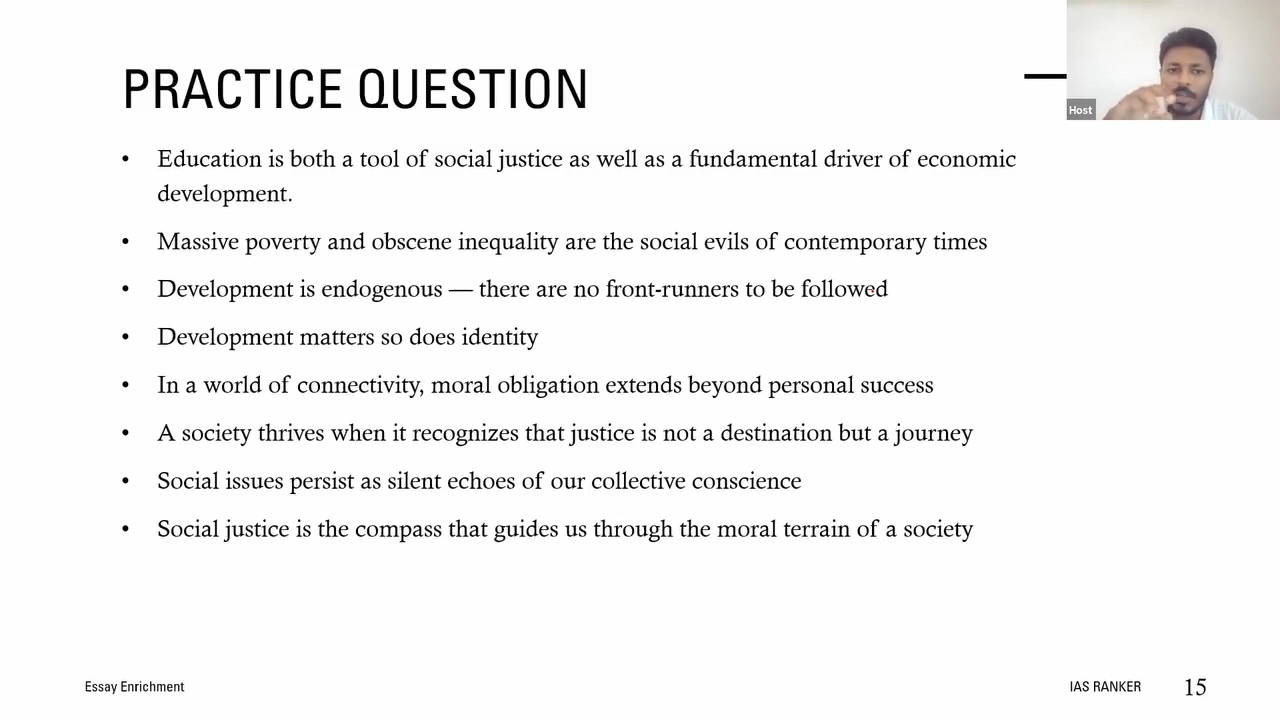 PRACTICE QUESTION
Host
• Education is both a tool of social justice as well as a fundamental driver of economic
development.
• Massive poverty and obscene inequality are the social evils of contemporary times
• Development is endogenous — there are no front-runners to be followed
• Development matters so does identity
• In a world of connectivity, moral obligation extends beyond personal success
• A society thrives when it recognizes that justice is not a destination but a journey
• Social issues persist as silent echoes of our collective conscience
• Social justice is the compass that guides us through the moral terrain of a society
Essay Enrichment
IAS RANKER
15